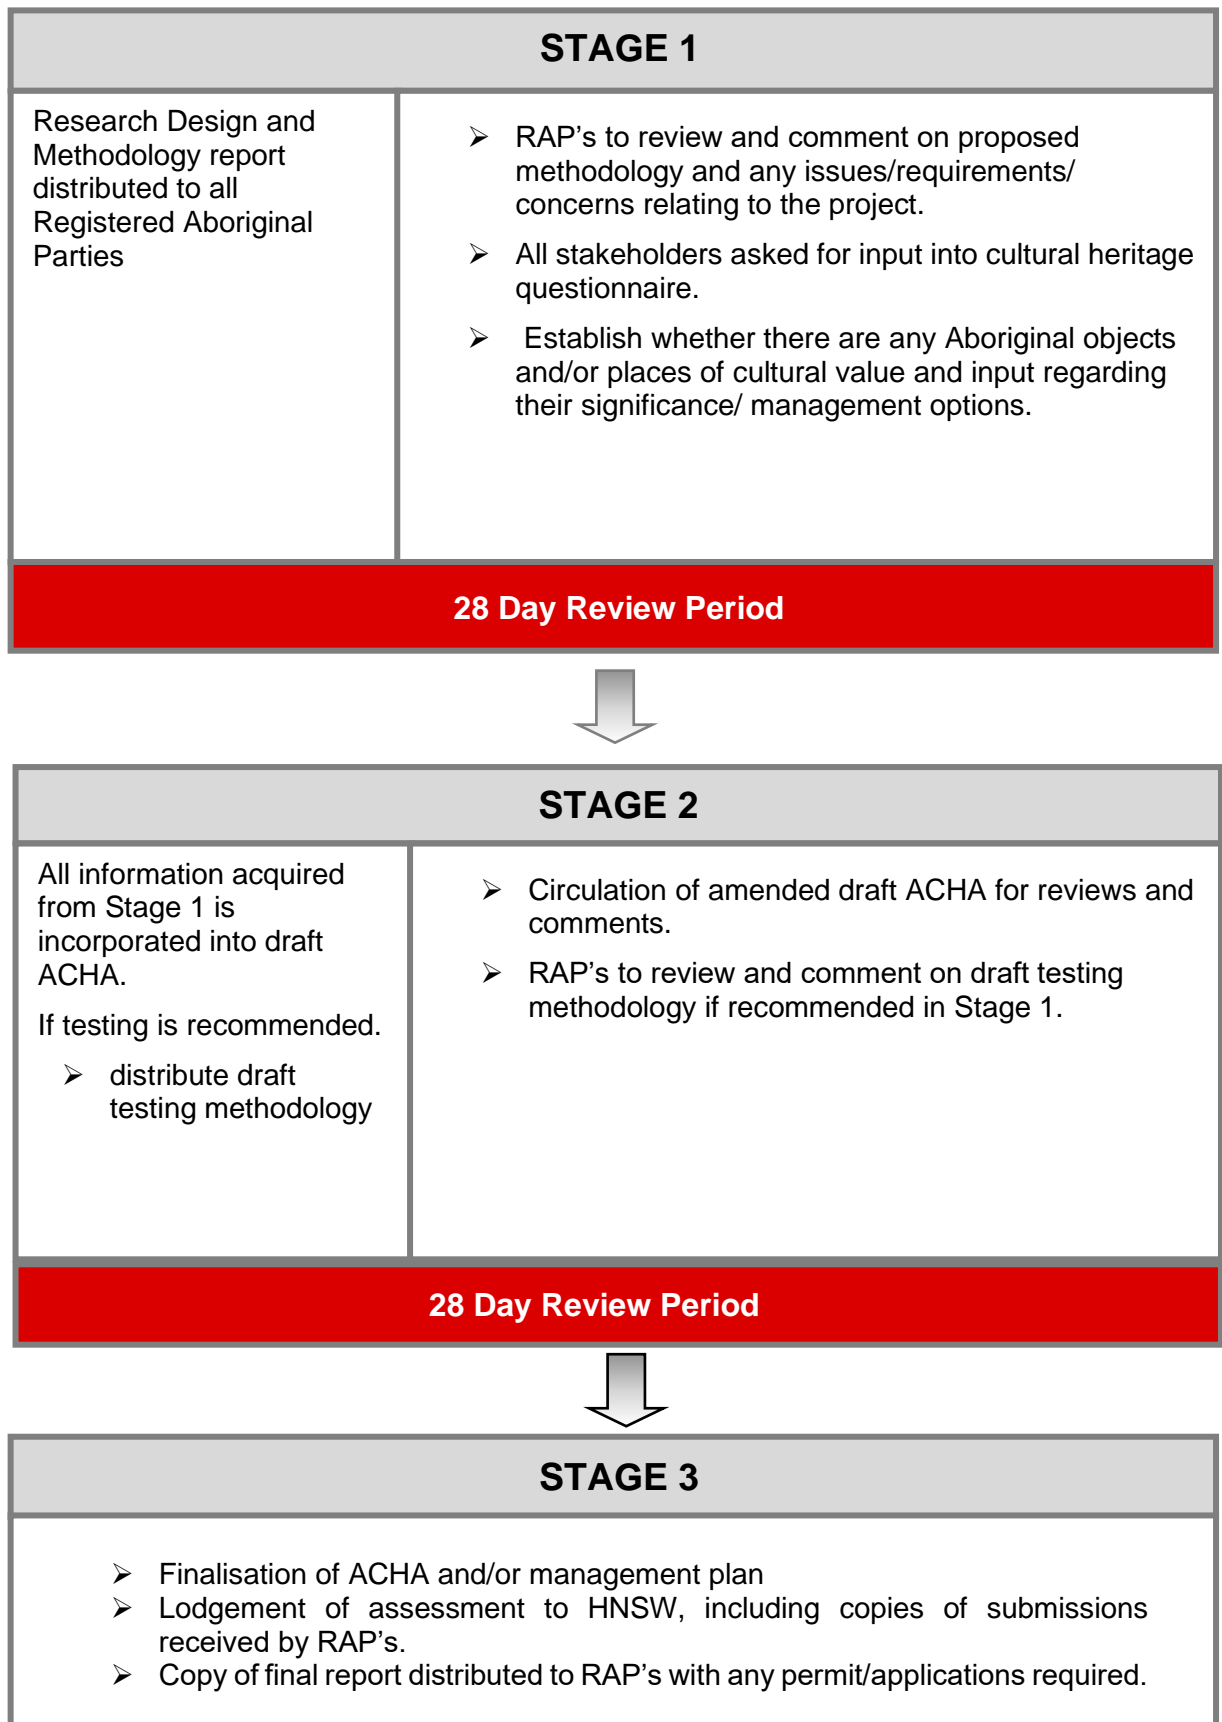 STAGE 1
Research Design and
Methodology report
distributed to all
Registered Aboriginal
Parties
➢ RAP's to review and comment on proposed
methodology and any issues/requirements/
concerns relating to the project.
➢ All stakeholders asked for input into cultural heritage
questionnaire.
➢ Establish whether there are any Aboriginal objects
and/or places of cultural value and input regarding
their significance/ management options.
28 Day Review Period
STAGE 2
All information acquired
from Stage 1 is
incorporated into draft
ACHA.
If testing is recommended.
➢ distribute draft
testing methodology
➢ Circulation of amended draft ACHA for reviews and
comments.
➢ RAP's to review and comment on draft testing
methodology if recommended in Stage 1.
28 Day Review Period
STAGE 3
➢ Finalisation of ACHA and/or management plan
➢ Lodgement of assessment to HNSW, including copies of submissions
received by RAP's.
➢ Copy of final report distributed to RAP's with any permit/applications required.